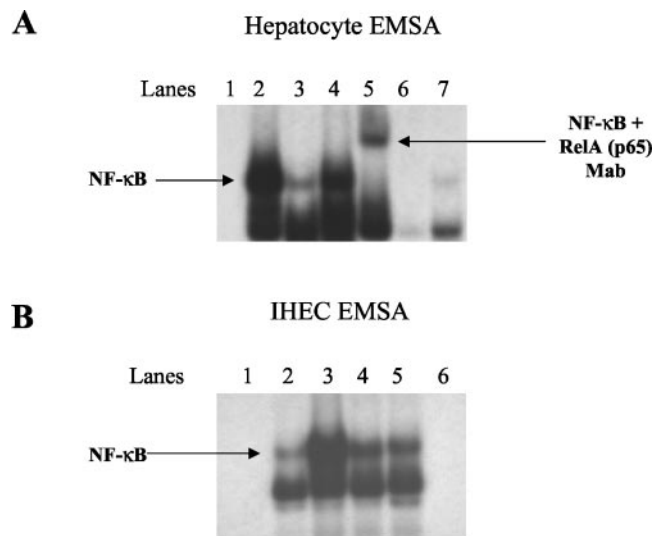 A
Hepatocyte EMSA
Lanes 1 2 3 4 5 6 7
NF-κB
NF-κB +
RelA (p65)
Mab
B
IHEC EMSA
Lanes 1 2 3 4 5 6
NF-κB